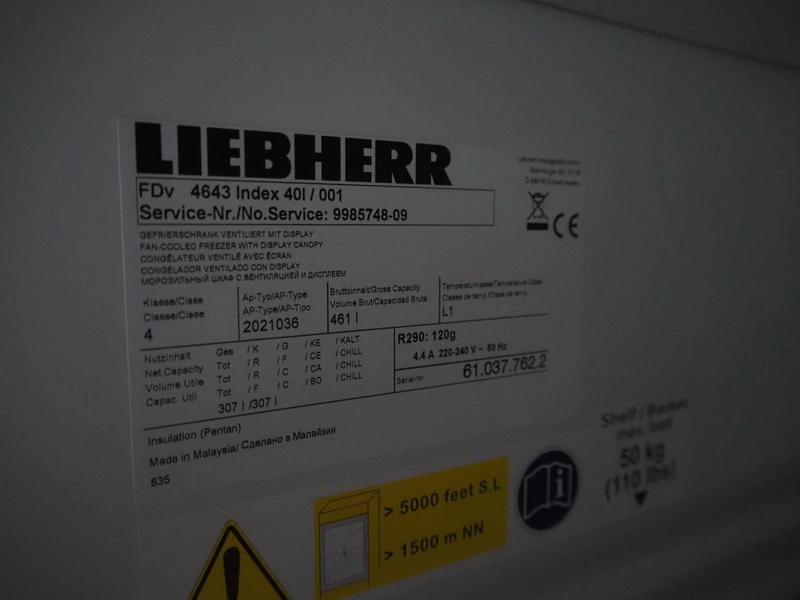 LIEBHERR
FDv 4643 Index 40I / 001
Service-Nr./No.Service: 9985748-09
GEFRIERSCHRANK VENTILIERT MIT DISPLAY
FAN-COOLED FREEZER WITH DISPLAY CANOPY
CONGÉLATEUR VENTILÉ AVEC ÉCRAN
CONGELADOR VENTILADO CON DISPLAY
МОРОЗИЛЬНЫЙ ШКАФ С ВЕНТИЛЯЦИЕЙ И ДИСПЛЕЕМ
Klasse/Class
Classe/Clase
4
Ap-Typ/AP-Type
AP-Type/AP-Tipo
2021036
Bruttoinhalt/Gross Capacity
Volume Brut/Capacidad Bruta
461 l
Temperaturklasse/Temperature Class
Classe de temp./Clase de temp.
L1
Nutzinhalt Ges / K / G / KE / KALT
Net.Capacity Tot / R / F / CE / CHILL
Volume Utile Tot / R / C / CA / CHILL
Capac. Util Tot / F / C / BO / CHILL
307 l /307 l
R290: 120g
4.4 A 220-240 V ~ 50 Hz
Serial-Nr. 61.037.762.2
Insulation (Pentan)
Made in Malaysia/ Сделано в Малайзии
835
CE
> 5000 feet S.L
> 1500 m NN
Shelf / Basket
max. load
50 kg
(110 lbs)